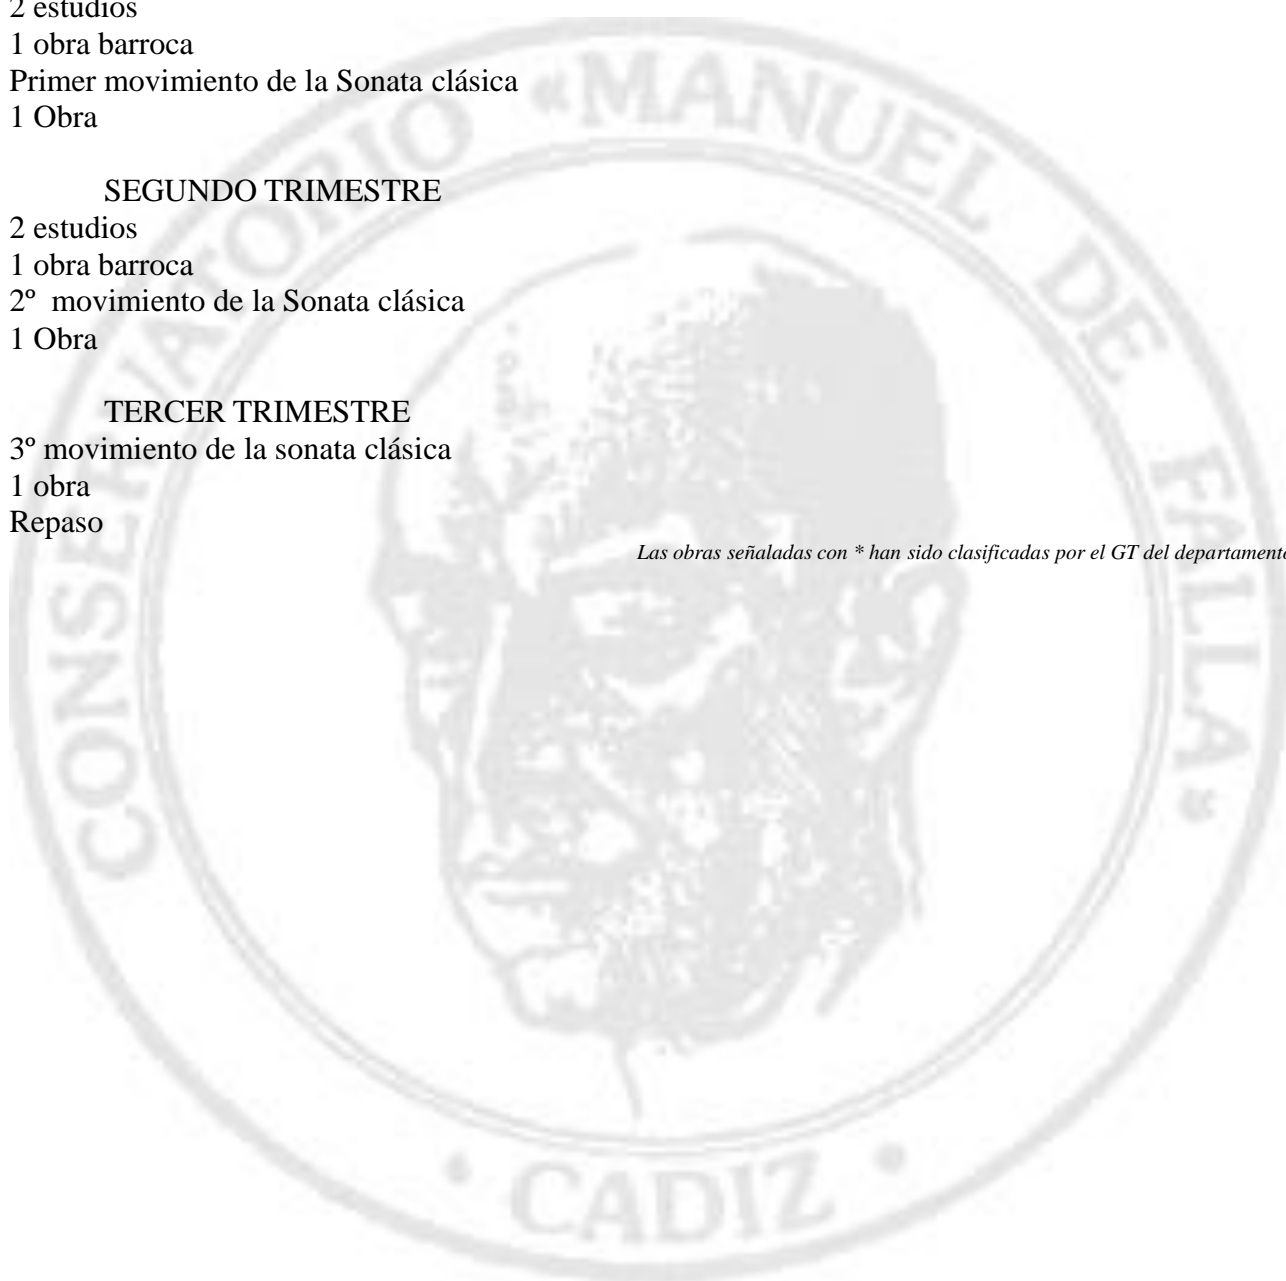 2 estudios
1 obra barroca
Primer movimiento de la Sonata clásica
1 Obra
SEGUNDO TRIMESTRE
2 estudios
1 obra barroca
2º movimiento de la Sonata clásica
1 Obra
TERCER TRIMESTRE
3º movimiento de la sonata clásica
1 obra
Repaso
Las obras señaladas con * han sido clasificadas por el GT del departamento
CONSERVATORIO «MANUEL DE FALLA»
• CADIZ •